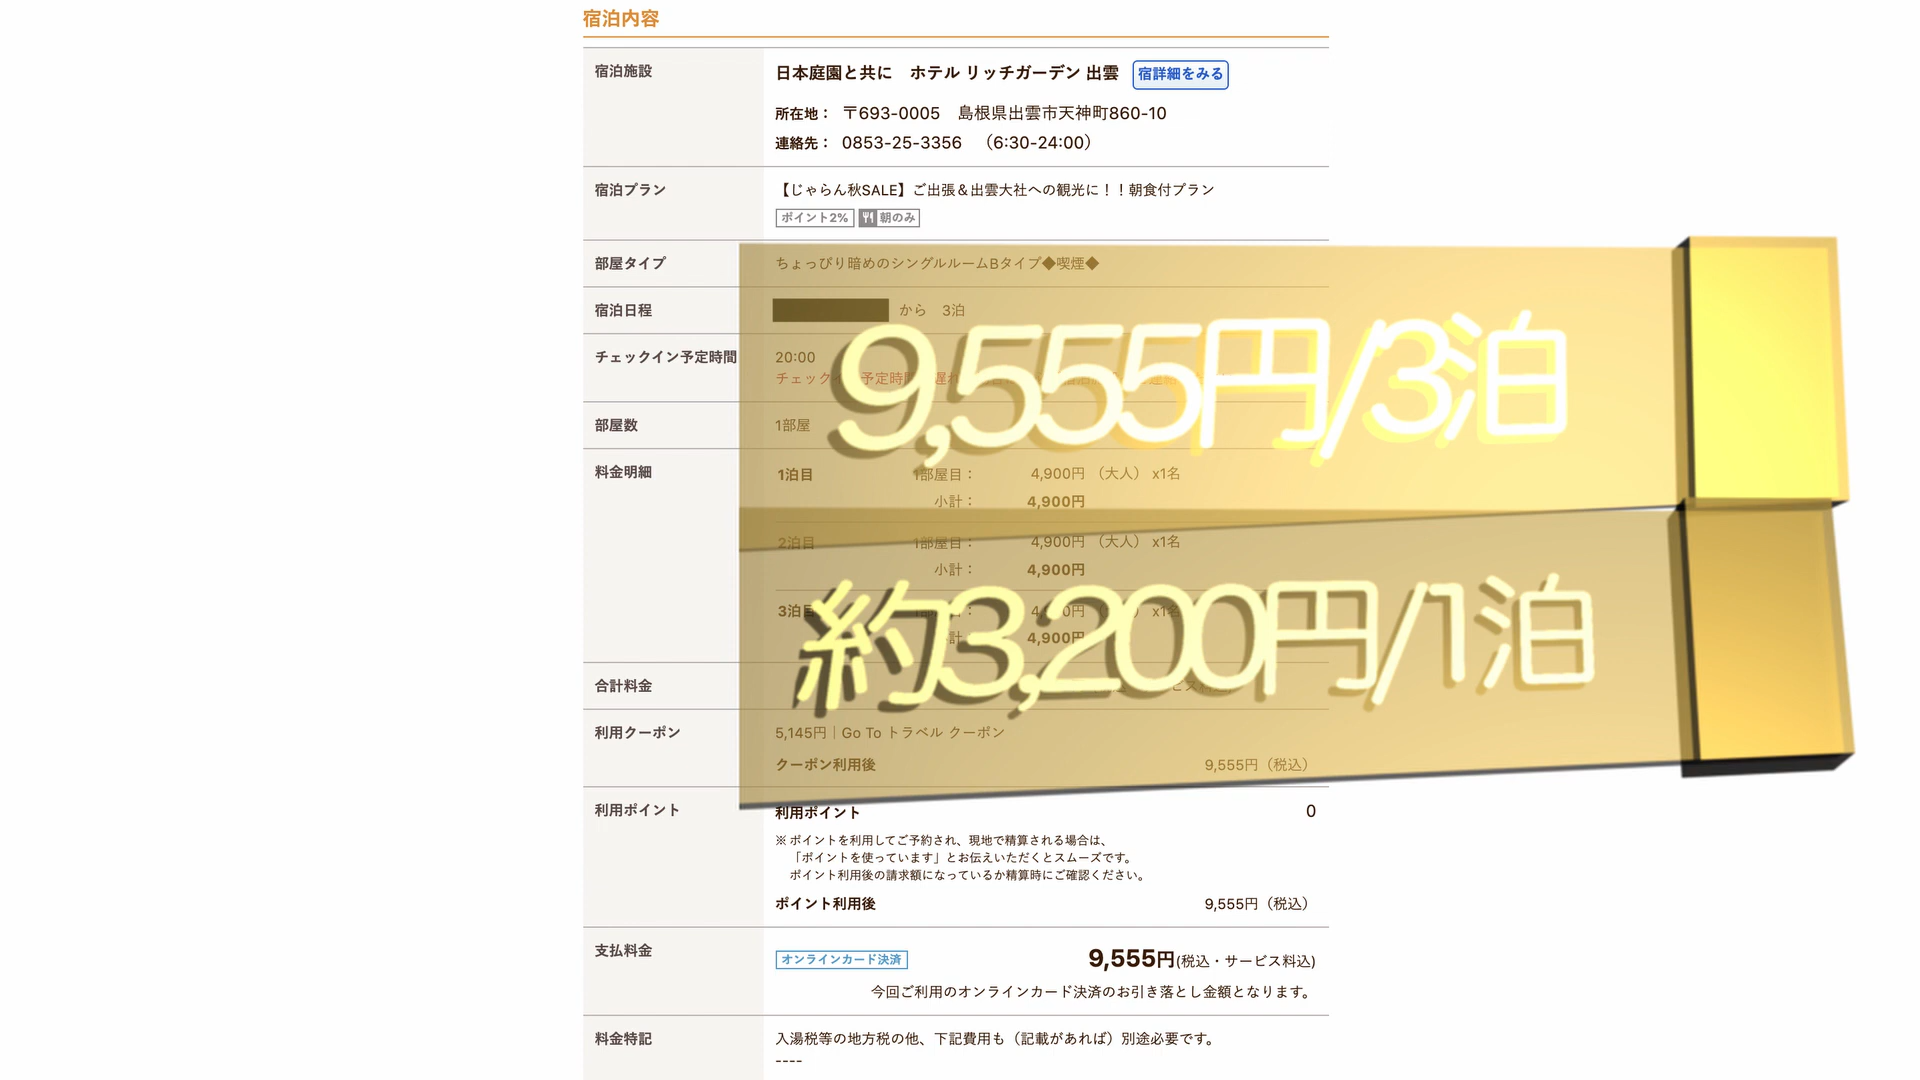 宿泊内容
宿泊施設
日本庭園と共に　ホテル リッチガーデン 出雲 宿詳細をみる
所在地： 〒693-0005　島根県出雲市天神町860-10
連絡先： 0853-25-3356　（6:30-24:00）
宿泊プラン
【じゃらん秋SALE】ご出張＆出雲大社への観光に！！朝食付プラン
ポイント2% 朝のみ
部屋タイプ
ちょっぴり暗めのシングルルームBタイプ◆喫煙◆
宿泊日程
から　3泊
チェックイン予定時間
20:00
チェックイ 予定時間 遅れ
9,555円/3泊
部屋数
1部屋
料金明細
1泊目 1部屋目： 4,900円 （大人） x1名
小計： 4,900円
2泊目 1部屋目： 4,900円 （大人） x1名
小計： 4,900円
3泊目 x1名
4,900円
約3,200円/1泊
合計料金
利用クーポン
5,145円｜Go To トラベル クーポン
クーポン利用後 9,555円（税込）
利用ポイント
利用ポイント 0
※ ポイントを利用してご予約され、現地で精算される場合は、
「ポイントを使っています」とお伝えいただくとスムーズです。
ポイント利用後の請求額になっているか精算時にご確認ください。
ポイント利用後 9,555円（税込）
支払料金
オンラインカード決済 9,555円(税込・サービス料込)
今回ご利用のオンラインカード決済のお引き落とし金額となります。
料金特記
入湯税等の地方税の他、下記費用も（記載があれば）別途必要です。
----